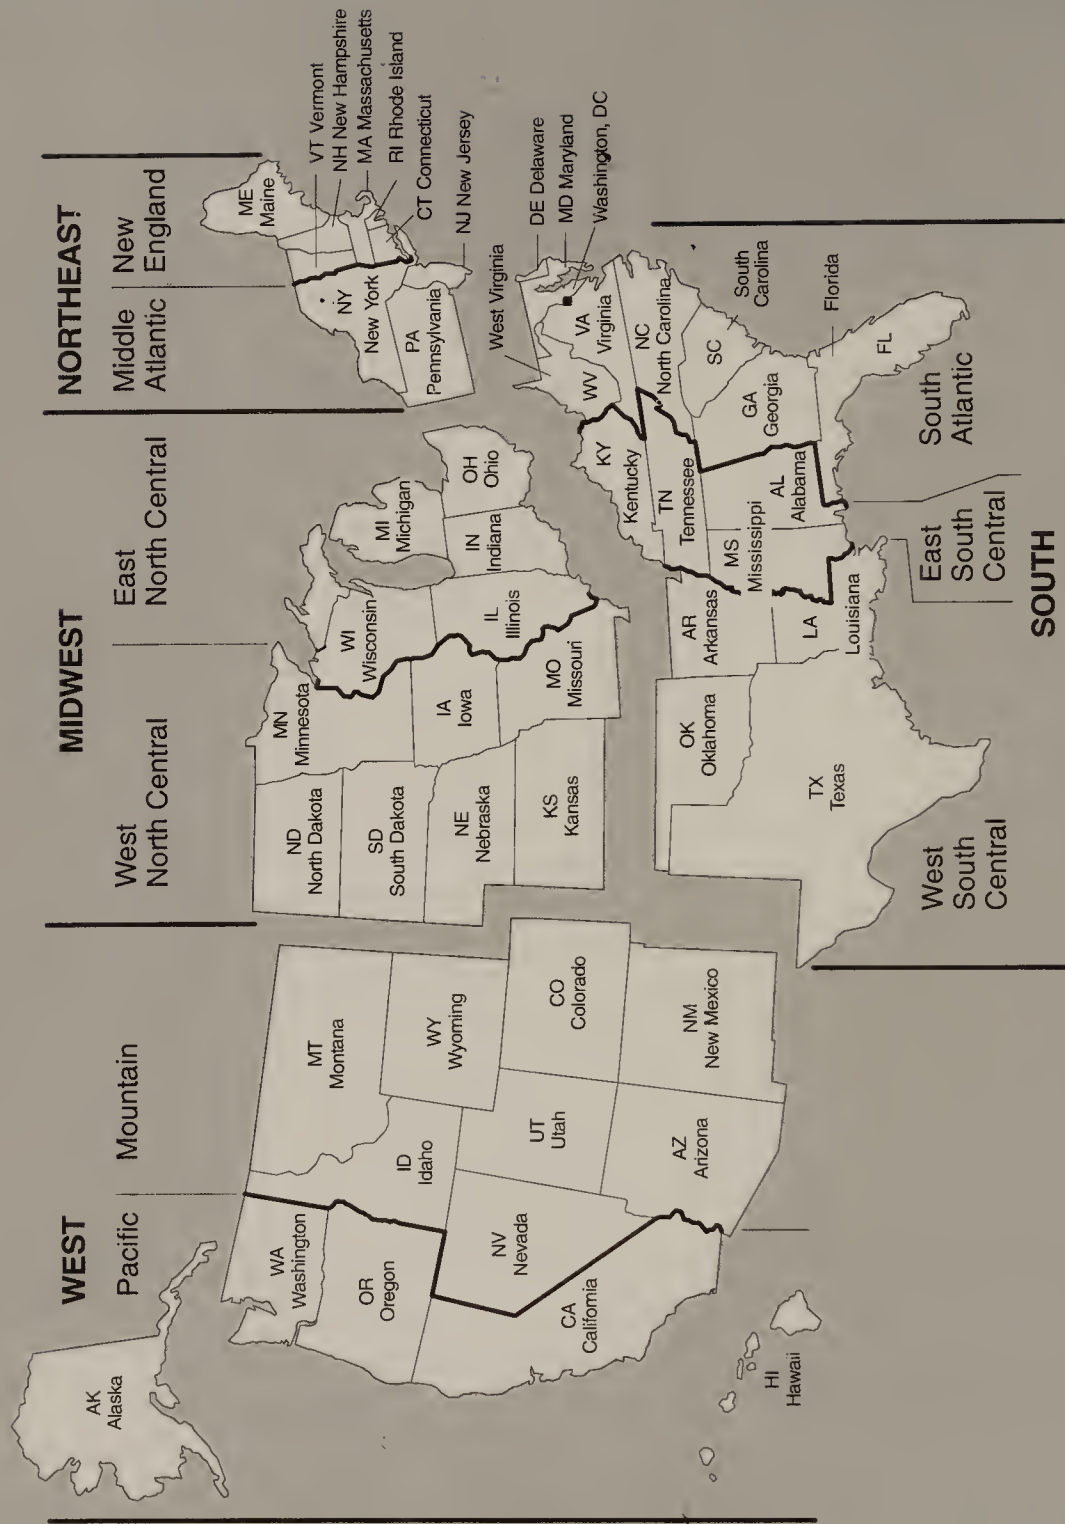 WEST
Pacific
Mountain
MIDWEST
West
North Central
East
North Central
NORTHEAST
Middle
Atlantic
New
England
AK
Alaska
WA
Washington
OR
Oregon
CA
California
HI
Hawaii
NV
Nevada
ID
Idaho
MT
Montana
WY
Wyoming
UT
Utah
CO
Colorado
AZ
Arizona
NM
New Mexico
ND
North Dakota
SD
South Dakota
NE
Nebraska
KS
Kansas
MN
Minnesota
IA
Iowa
MO
Missouri
WI
Wisconsin
IL
Illinois
MI
Michigan
IN
Indiana
OH
Ohio
NY
New York
PA
Pennsylvania
ME
Maine
VT Vermont
NH New Hampshire
MA Massachusetts
RI Rhode Island
CT Connecticut
NJ New Jersey
TX
Texas
OK
Oklahoma
AR
Arkansas
LA
Louisiana
KY
Kentucky
TN
Tennessee
MS
Mississippi
AL
Alabama
West Virginia
WV
DE Delaware
MD Maryland
Washington, DC
VA
Virginia
NC
North Carolina
SC
South
Carolina
GA
Georgia
Florida
FL
West
South
Central
East
South
Central
South
Atlantic
SOUTH